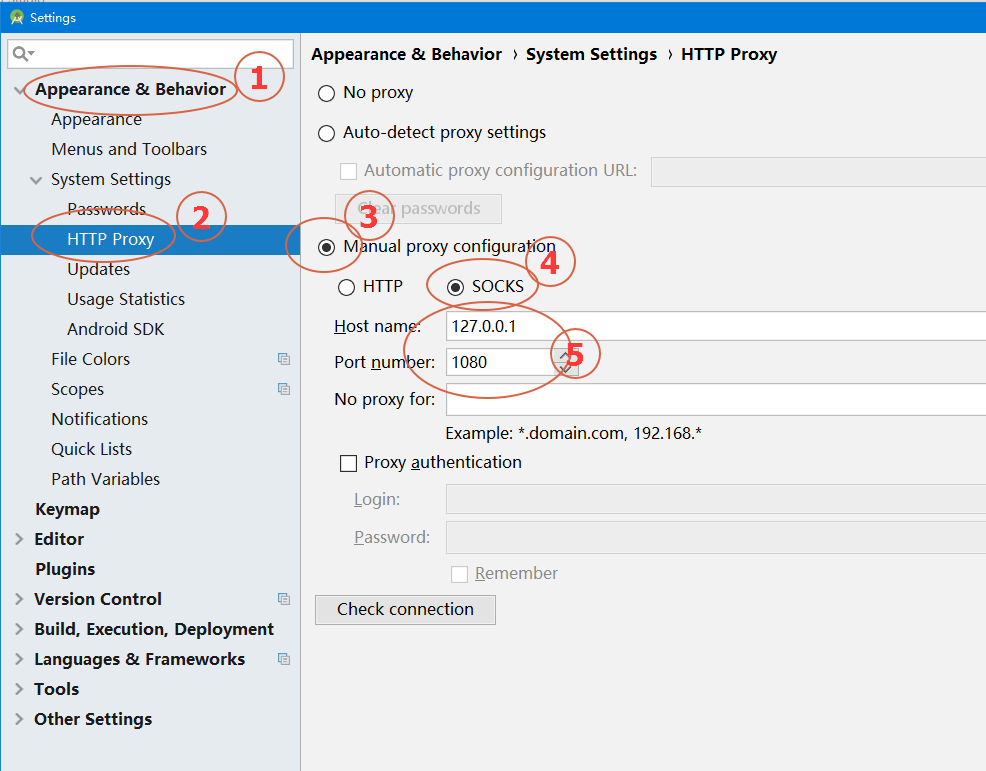 Settings
Appearance & Behavior 1
Appearance
Menus and Toolbars
System Settings
Passwords
2
HTTP Proxy
Updates
Usage Statistics
Android SDK
File Colors
Scopes
Notifications
Quick Lists
Path Variables
Keymap
Editor
Plugins
Version Control
Build, Execution, Deployment
Languages & Frameworks
Tools
Other Settings
Appearance & Behavior › System Settings › HTTP Proxy
No proxy
Auto-detect proxy settings
Automatic proxy configuration URL:
Clear passwords
3
Manual proxy configuration
4
HTTP SOCKS
Host name: 127.0.0.1
Port number: 1080
5
No proxy for:
Example: *.domain.com, 192.168.*
Proxy authentication
Login:
Password:
Remember
Check connection